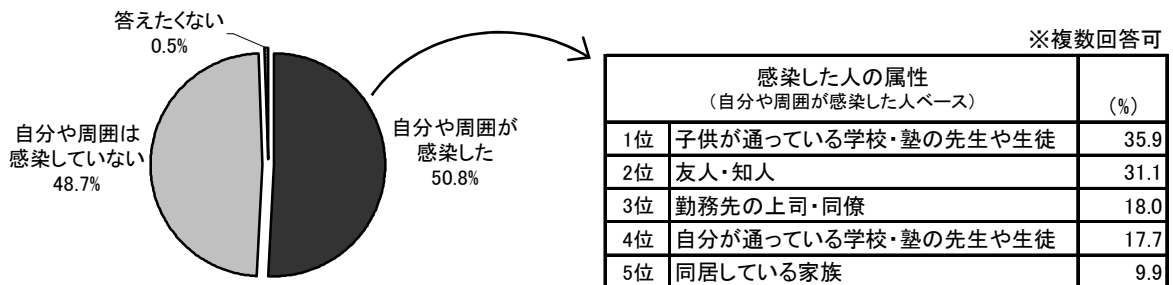 答えたくない
0.5%
自分や周囲は
感染していない
48.7%
自分や周囲が
感染した
50.8%
※複数回答可
感染した人の属性
（自分や周囲が感染した人ベース）
(%)
1位 子供が通っている学校・塾の先生や生徒 35.9
2位 友人・知人 31.1
3位 勤務先の上司・同僚 18.0
4位 自分が通っている学校・塾の先生や生徒 17.7
5位 同居している家族 9.9